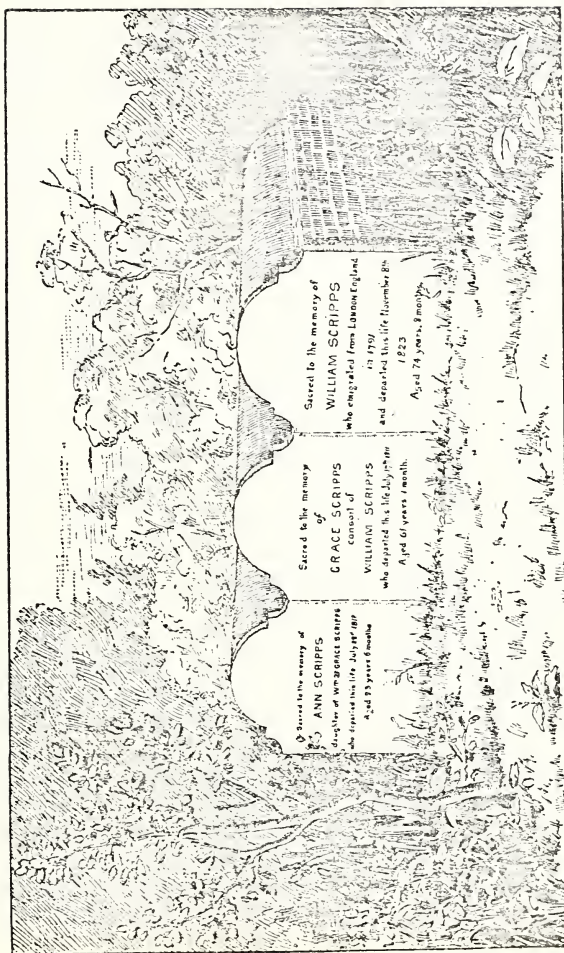 Sacred to the memory of
ANN SCRIPPS
daughter of Wm & GRACE SCRIPPS
who departed this life July
Aged 23 years 6 months
Sacred to the memory
of
GRACE SCRIPPS
consort of
WILLIAM SCRIPPS
who departed this life July
Aged 61 years 1 month.
Sacred to the memory of
WILLIAM SCRIPPS
who emigrated from LONDON England
in 1791
and departed this life November 8th
1823
Aged 74 years, 9 months,